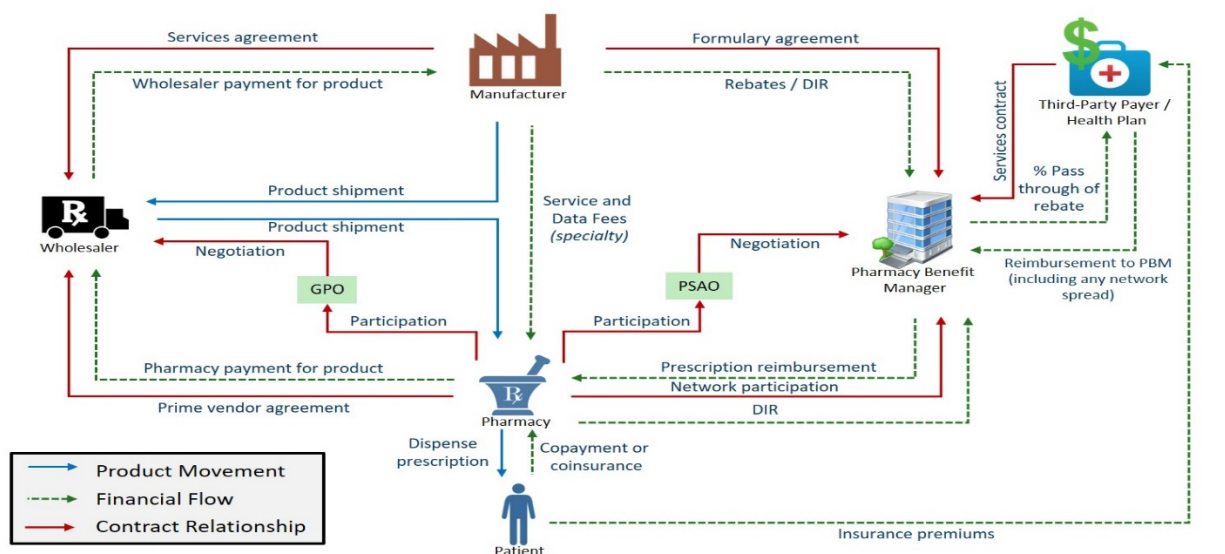 Services agreement
Wholesaler payment for product
Manufacturer
Formulary agreement
Rebates / DIR
Third-Party Payer /
Health Plan
Services contract
% Pass
through of
rebate
Product shipment
Product shipment
Rx
Wholesaler
Negotiation
GPO
Participation
Service and
Data Fees
(specialty)
Negotiation
PSAO
Participation
Pharmacy Benefit
Manager
Reimbursement to PBM
(including any network
spread)
Pharmacy payment for product
Prime vendor agreement
Rx
Pharmacy
Prescription reimbursement
Network participation
DIR
Dispense
prescription
Copayment or
coinsurance
Patient
Insurance premiums
Product Movement
Financial Flow
Contract Relationship